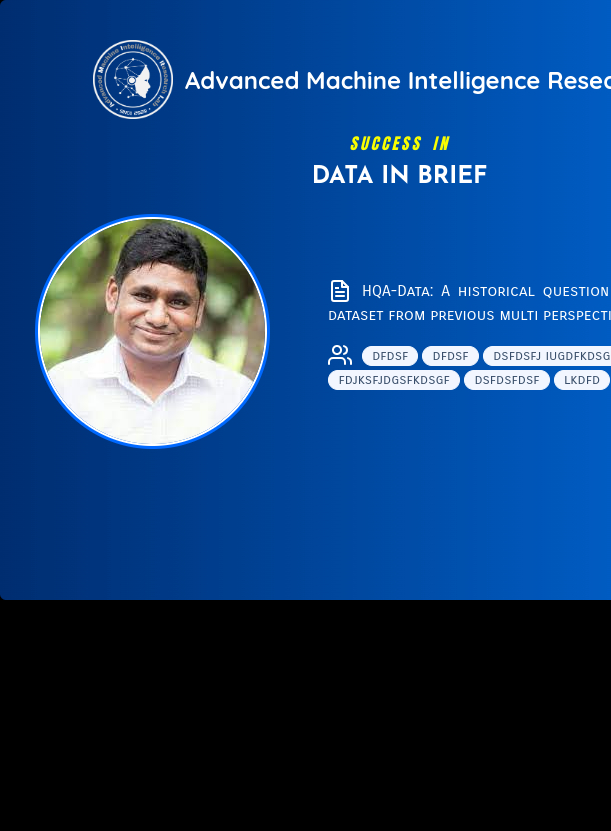 Advanced Machine Intelligence Resea
SUCCESS IN
DATA IN BRIEF
HQA-Data: A historical question
dataset from previous multi perspecti
DFDSF DFDSF DSFDSFJ IUGDFKDSG
FDJKSFJDGSFKDSGF DSFDSFDSF LKDFD